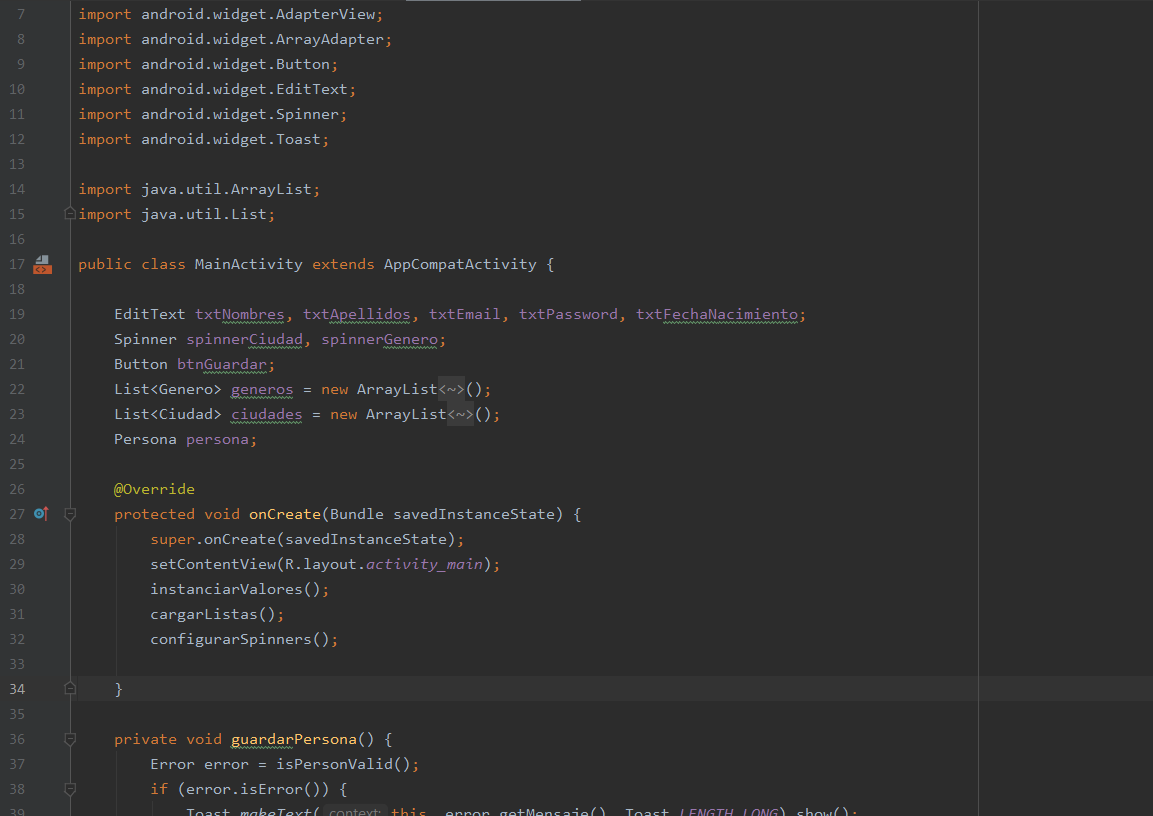 7 import android.widget.AdapterView;
8 import android.widget.ArrayAdapter;
9 import android.widget.Button;
10 import android.widget.EditText;
11 import android.widget.Spinner;
12 import android.widget.Toast;
13
14 import java.util.ArrayList;
15 import java.util.List;
16
17 public class MainActivity extends AppCompatActivity {
18
19 EditText txtNombres, txtApellidos, txtEmail, txtPassword, txtFechaNacimiento;
20 Spinner spinnerCiudad, spinnerGenero;
21 Button btnGuardar;
22 List<Genero> generos = new ArrayList<~>();
23 List<Ciudad> ciudades = new ArrayList<~>();
24 Persona persona;
25
26 @Override
27 protected void onCreate(Bundle savedInstanceState) {
28 super.onCreate(savedInstanceState);
29 setContentView(R.layout.activity_main);
30 instanciarValores();
31 cargarListas();
32 configurarSpinners();
33
34 }
35
36 private void guardarPersona() {
37 Error error = isPersonValid();
38 if (error.isError()) {
39 Toast.makeText( context: this, error.getMensaje(), Toast.LENGTH_LONG).show();